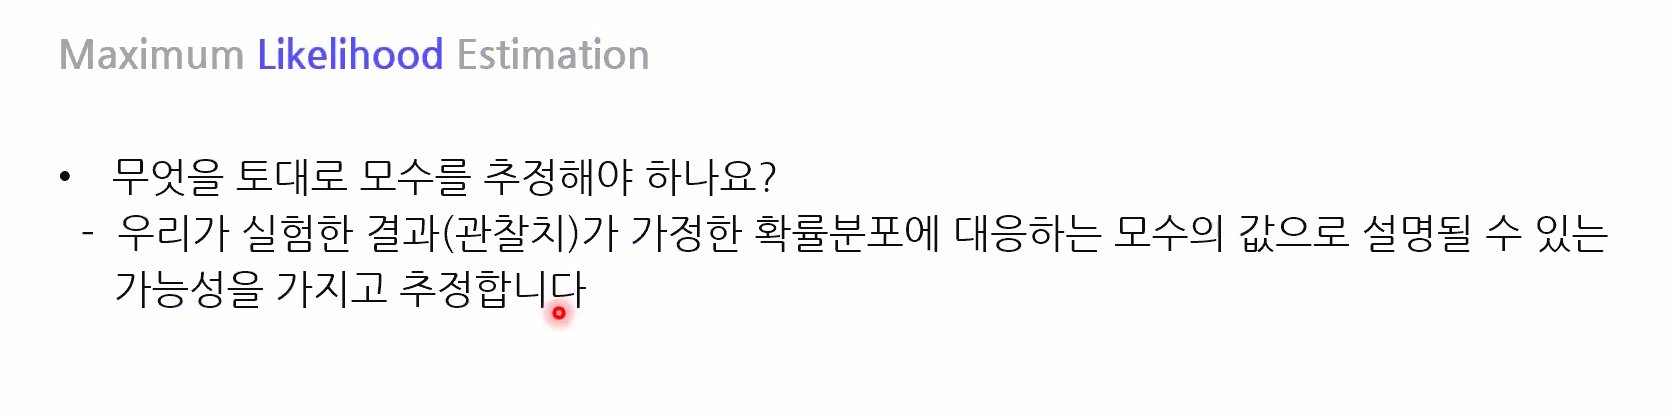 Maximum Likelihood Estimation
• 무엇을 토대로 모수를 추정해야 하나요?
- 우리가 실험한 결과(관찰치)가 가정한 확률분포에 대응하는 모수의 값으로 설명될 수 있는
가능성을 가지고 추정합니다